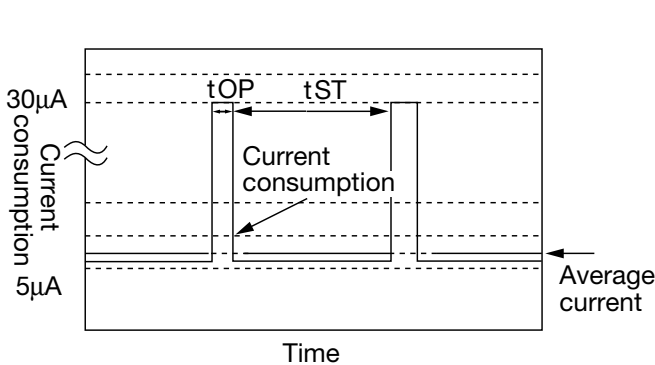 tOP
tST
30μA
Current
consumption
Current
consumption
5μA
Average
current
Time